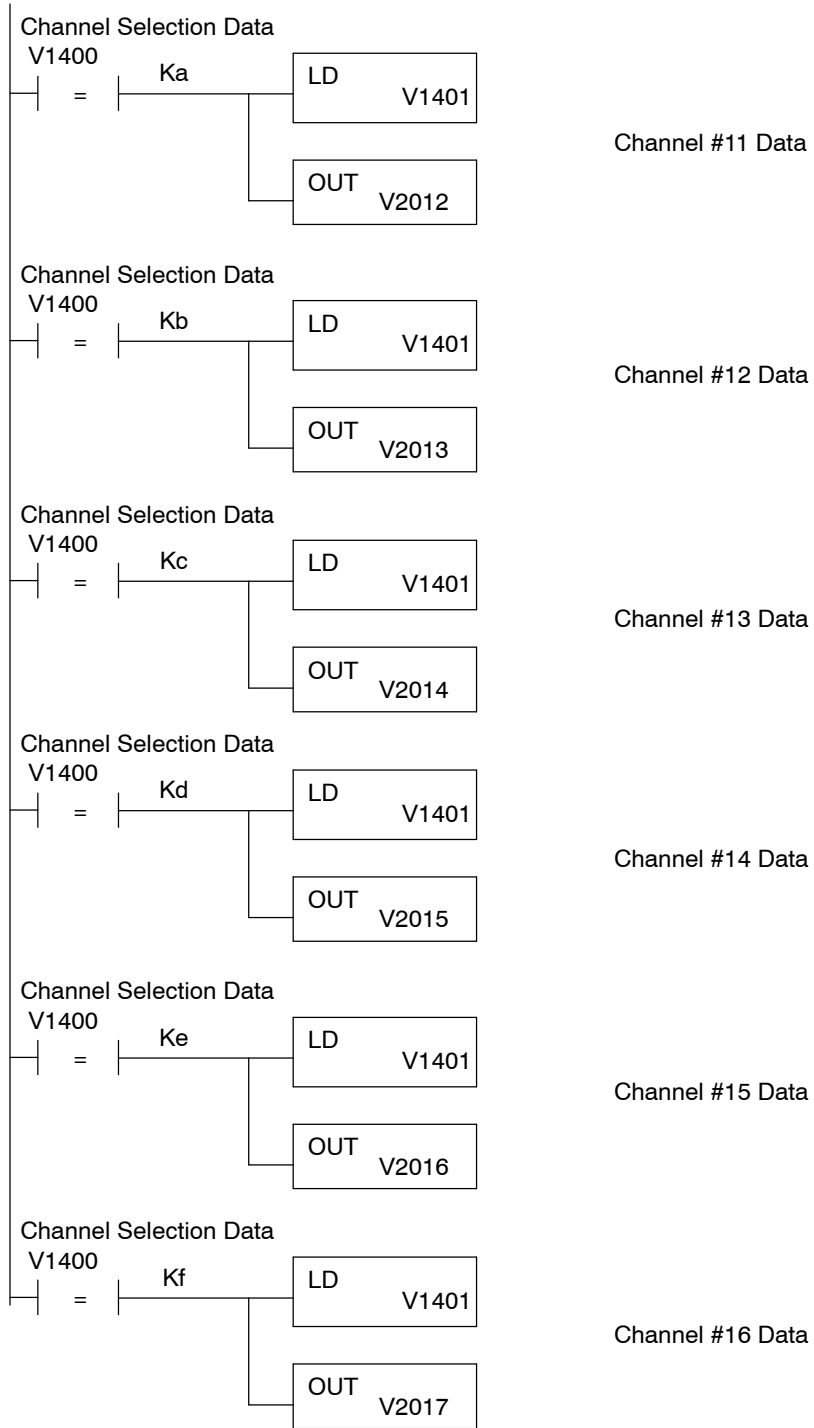 Channel Selection Data
V1400
= Ka LD
V1401
Channel #11 Data
OUT
V2012
Channel Selection Data
V1400
= Kb LD
V1401
Channel #12 Data
OUT
V2013
Channel Selection Data
V1400
= Kc LD
V1401
Channel #13 Data
OUT
V2014
Channel Selection Data
V1400
= Kd LD
V1401
Channel #14 Data
OUT
V2015
Channel Selection Data
V1400
= Ke LD
V1401
Channel #15 Data
OUT
V2016
Channel Selection Data
V1400
= Kf LD
V1401
Channel #16 Data
OUT
V2017